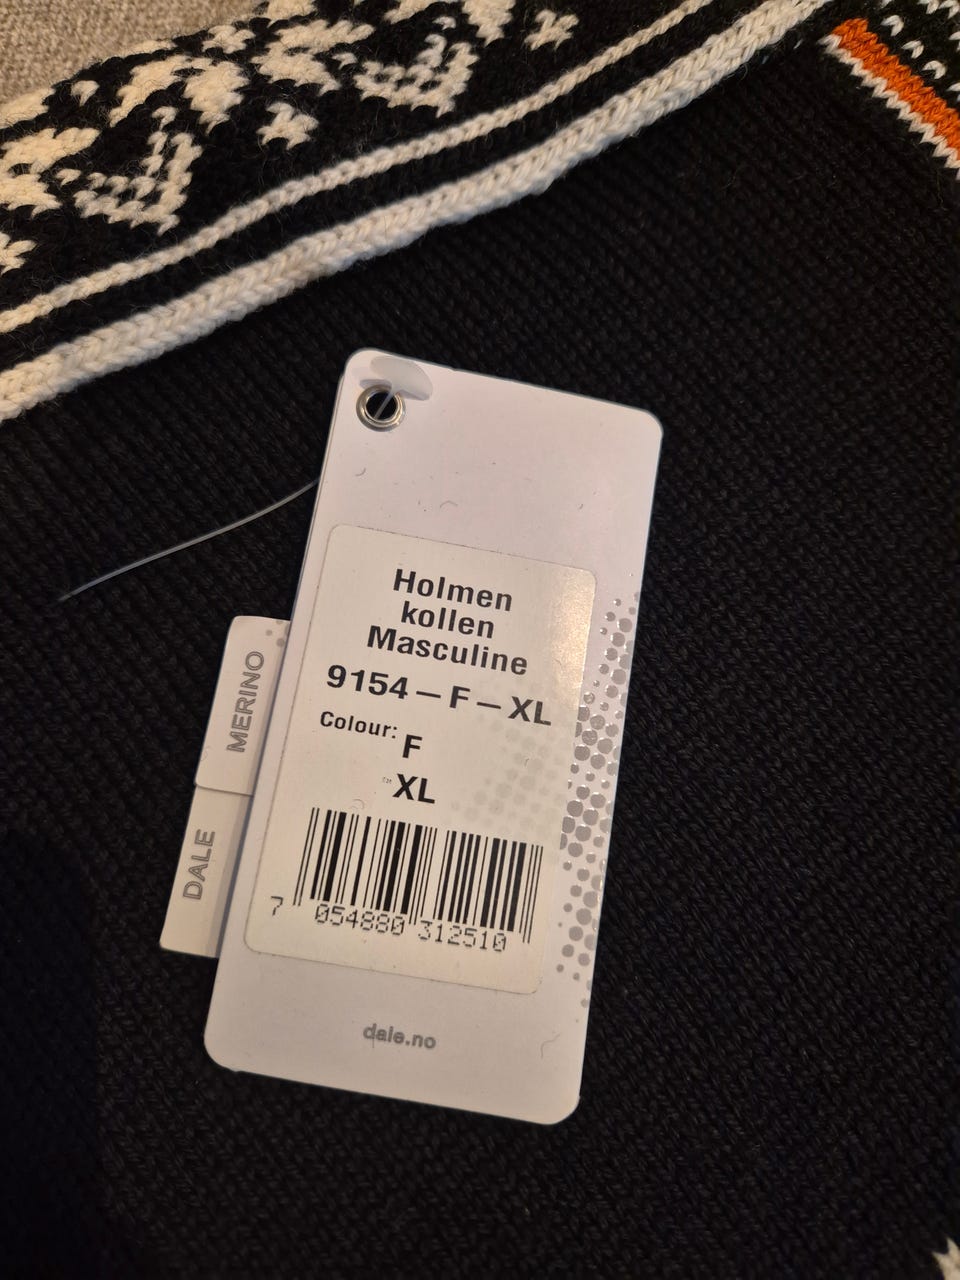 Holmen
kollen
Masculine
9154 – F – XL
Colour: F
XL
7 054880 312510
dale.no
MERINO
DALE